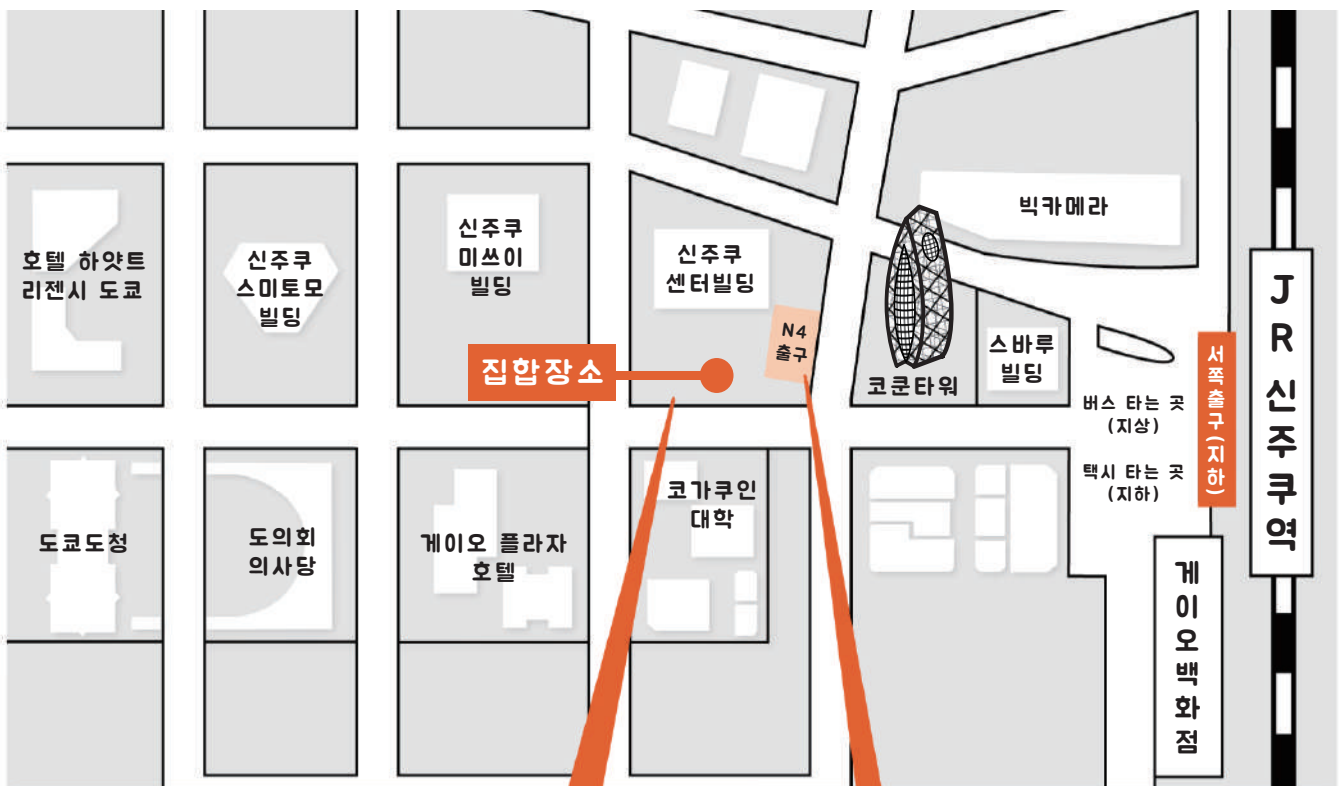 빅카메라
신주쿠
미쓰이
빌딩
호텔 하얏트
리젠시 도쿄
신주쿠
스미토모
빌딩
신주쿠
센터빌딩
N4
출구
집합장소
코쿤타워
스바루
빌딩
버스 타는 곳
(지상)
택시 타는 곳
(지하)
서쪽출구(지하)
JR 신주쿠역
도쿄도청
도의회
의사당
게이오 플라자
호텔
코가쿠인
대학
게이오백화점